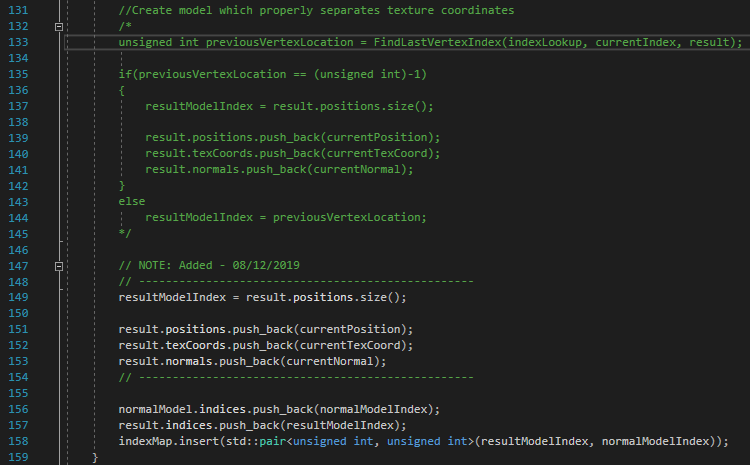 131 //Create model which properly separates texture coordinates
132 /*
133 unsigned int previousVertexLocation = FindLastVertexIndex(indexLookup, currentIndex, result);
134
135 if(previousVertexLocation == (unsigned int)-1)
136 {
137 resultModelIndex = result.positions.size();
138
139 result.positions.push_back(currentPosition);
140 result.texCoords.push_back(currentTexCoord);
141 result.normals.push_back(currentNormal);
142 }
143 else
144 resultModelIndex = previousVertexLocation;
145 */
146
147 // NOTE: Added - 08/12/2019
148 // --------------------------------------------------
149 resultModelIndex = result.positions.size();
150
151 result.positions.push_back(currentPosition);
152 result.texCoords.push_back(currentTexCoord);
153 result.normals.push_back(currentNormal);
154 // --------------------------------------------------
155
156 normalModel.indices.push_back(normalModelIndex);
157 result.indices.push_back(resultModelIndex);
158 indexMap.insert(std::pair<unsigned int, unsigned int>(resultModelIndex, normalModelIndex));
159 }